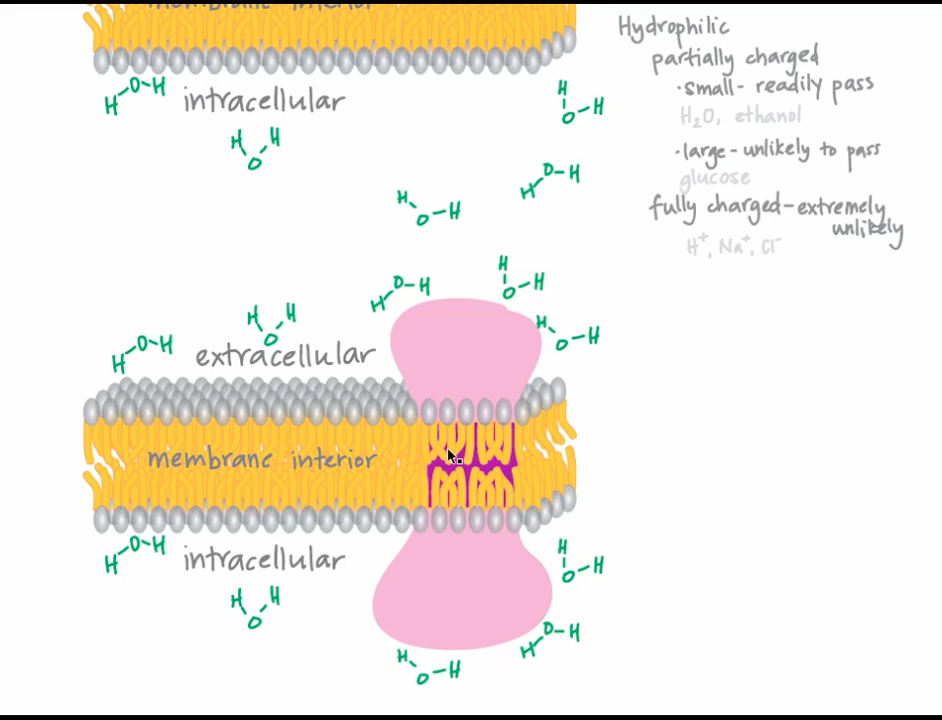 membrane interior
intracellular
H-O-H
H O H
H O-H
H O-H
H O-H
Hydrophilic
partially charged
·small- readily pass
H₂O, ethanol
·large-unlikely to pass
glucose
fully charged-extremely
unlikely
H⁺, Na⁺, Cl⁻
H O-H
H O-H
H O H
H O-H
H-O-H
extracellular
membrane interior
intracellular
H-O-H
H O H
H O-H
H O-H
H O-H